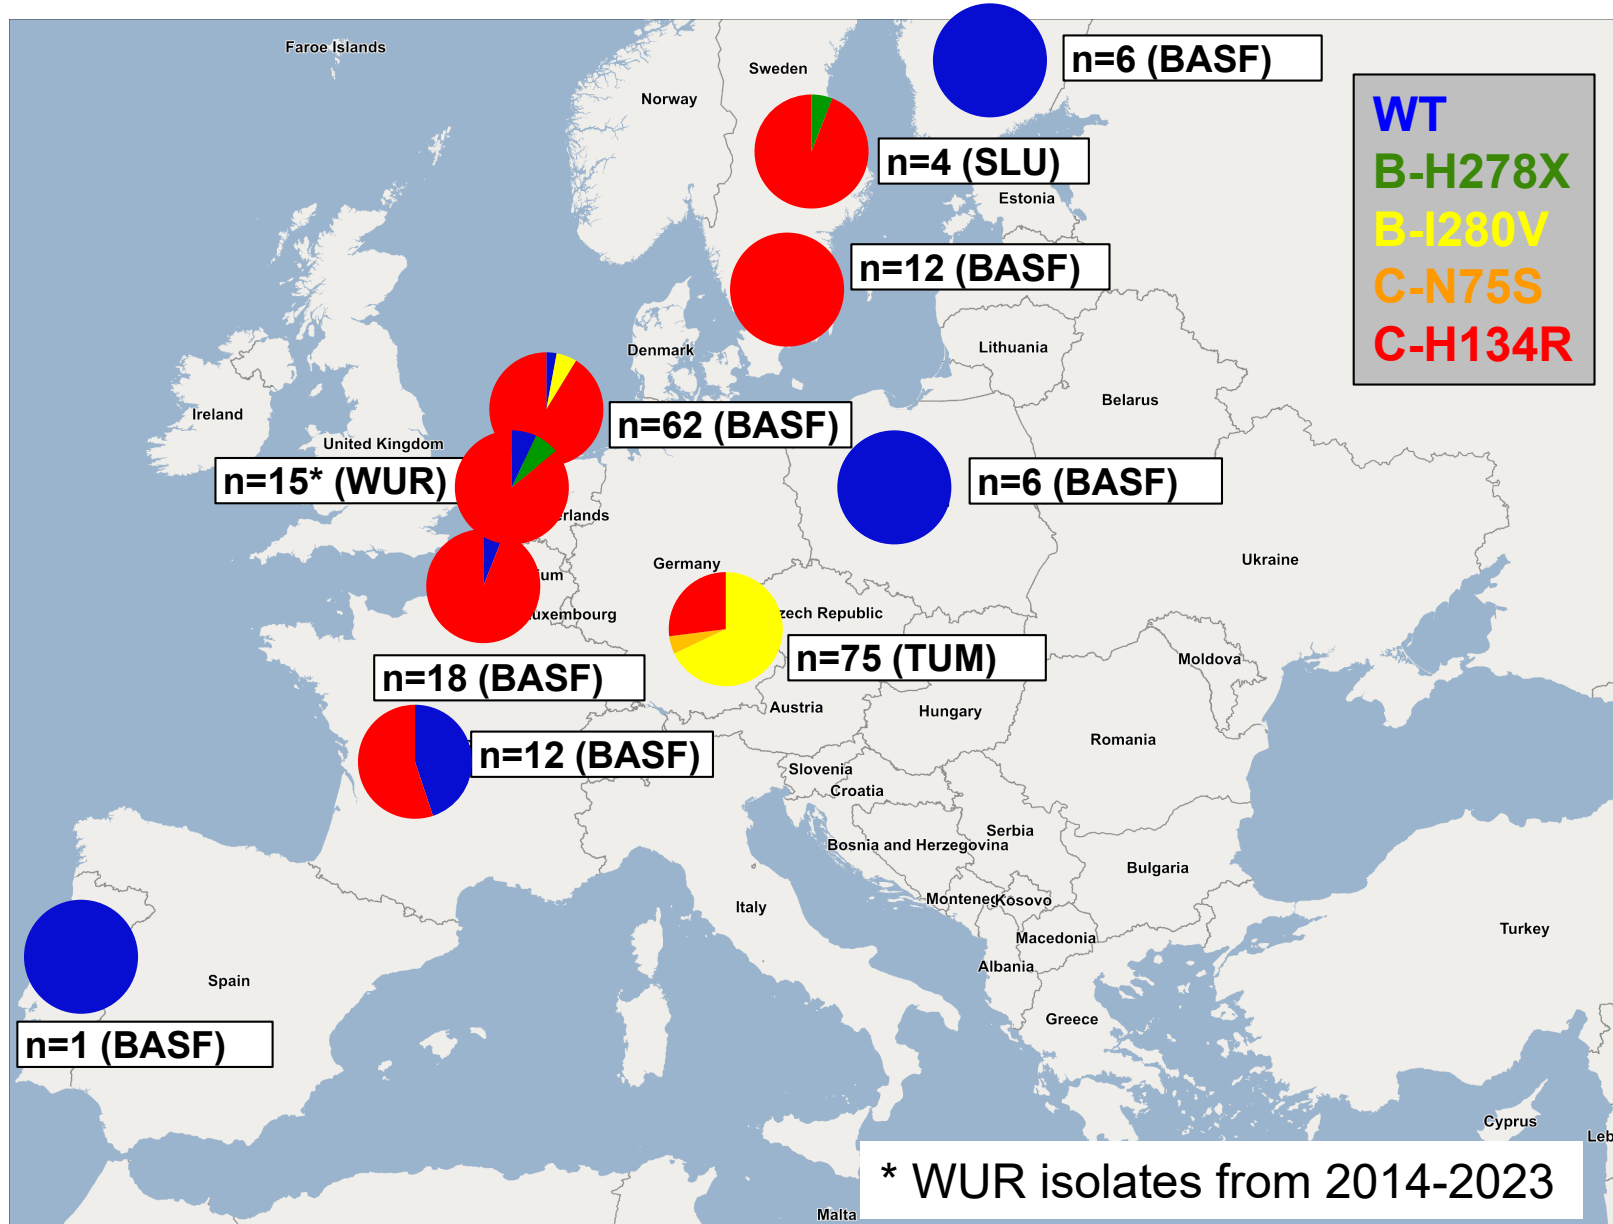 Faroe Islands
Sweden
Norway
n=6 (BASF)
WT
B-H278X
B-I280V
C-N75S
C-H134R
n=4 (SLU)
Estonia
n=12 (BASF)
Denmark
Lithuania
Belarus
Ireland
United Kingdom
n=62 (BASF)
n=15* (WUR)
n=6 (BASF)
erlands
Germany
Ukraine
ium
uxembourg
zech Republic
n=75 (TUM)
n=18 (BASF)
Moldova
Austria
Hungary
Romania
n=12 (BASF)
Slovenia
Croatia
Serbia
Bosnia and Herzegovina
Bulgaria
Monteneg
Kosovo
Italy
Macedonia
Turkey
Albania
Spain
Greece
n=1 (BASF)
Cyprus
Leb
* WUR isolates from 2014-2023
Malta